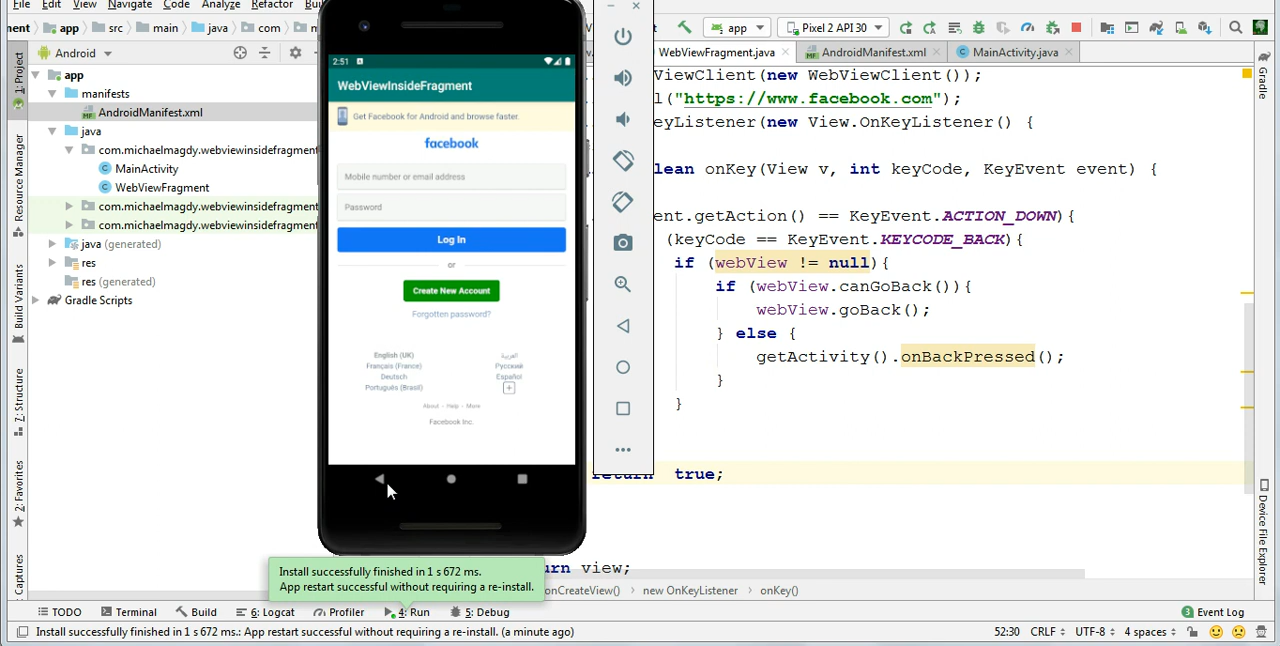 File Edit View Navigate Code Analyze Refactor
app src main java com
app Pixel 2 API 30
Android
WebViewFragment.java AndroidManifest.xml MainActivity.java
app
manifests
AndroidManifest.xml
java
com.michaelmagdy.webviewinsidefragment
MainActivity
WebViewFragment
com.michaelmagdy.webviewinsidefragment
com.michaelmagdy.webviewinsidefragment
java (generated)
res
res (generated)
Gradle Scripts
1: Project
Resource Manager
Build Variants
7: Structure
2: Favorites
Captures
2:51
WebViewInsideFragment
Get Facebook for Android and browse faster.
facebook
Mobile number or email address
Password
Log In
or
Create New Account
Forgotten password?
English (UK) العربية
Français (France) Русский
Deutsch Español
Português (Brasil) +
About · Help · More
Facebook Inc.
ViewClient(new WebViewClient());
l("https://www.facebook.com");
eyListener(new View.OnKeyListener() {
lean onKey(View v, int keyCode, KeyEvent event) {
ent.getAction() == KeyEvent.ACTION_DOWN){
(keyCode == KeyEvent.KEYCODE_BACK){
if (webView != null){
if (webView.canGoBack()){
webView.goBack();
} else {
getActivity().onBackPressed();
}
}
return true;
urn view;
Gradle
Device File Explorer
Install successfully finished in 1 s 672 ms.
App restart successful without requiring a re-install.
onCreateView() new OnKeyListener onKey()
TODO Terminal Build 6: Logcat Profiler 4: Run 5: Debug 3 Event Log
Install successfully finished in 1 s 672 ms.: App restart successful without requiring a re-install. (a minute ago) 52:30 CRLF UTF-8 4 spaces